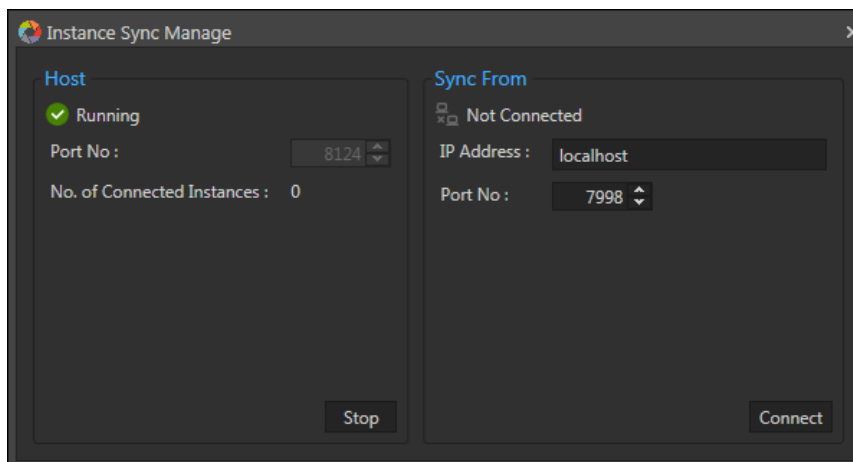 Instance Sync Manage
Host
Running
Port No :
8124
No. of Connected Instances :
0
Stop
Sync From
Not Connected
IP Address :
localhost
Port No :
7998
Connect